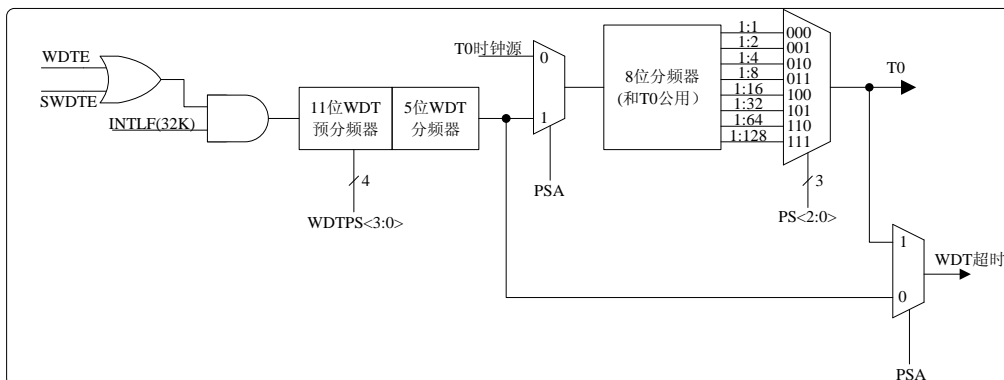 WDTE
SWDTE
INTLF(32K)
11位WDT
预分频器
5位WDT
分频器
4
WDTPS<3:0>
T0时钟源
0
1
PSA
8位分频器
(和T0公用）
1:1
1:2
1:4
1:8
1:16
1:32
1:64
1:128
000
001
010
011
100
101
110
111
3
PS<2:0>
T0
1
0
WDT超时
PSA